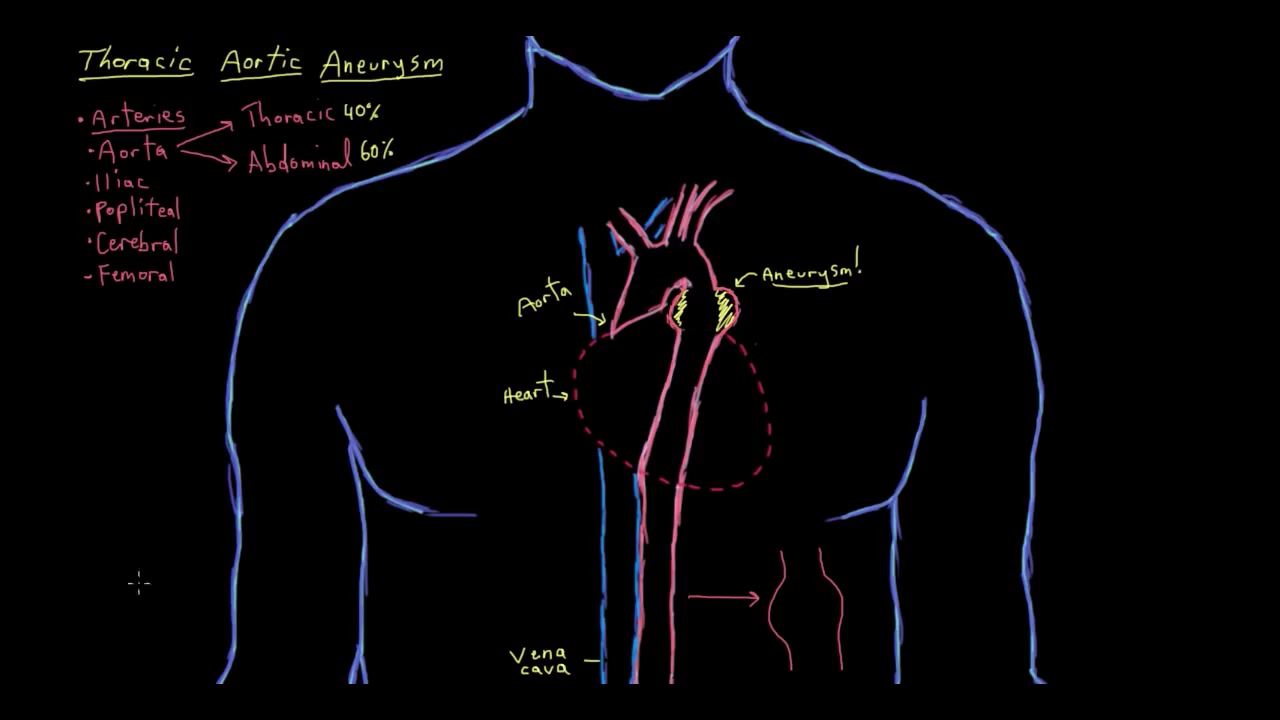 Thoracic Aortic Aneurysm
• Arteries
• Aorta
Thoracic 40%
Abdominal 60%
• Iliac
• Popliteal
• Cerebral
- Femoral
Aneurysm!
Aorta
Heart
Vena
cava